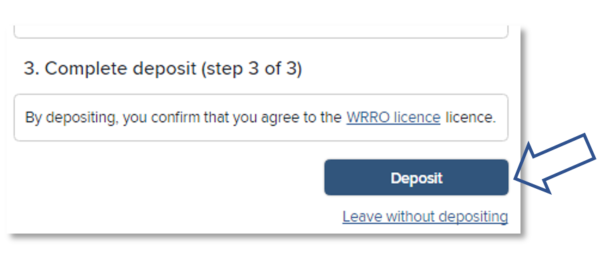 3. Complete deposit (step 3 of 3)
By depositing, you confirm that you agree to the WRRO licence licence.
Deposit
Leave without depositing